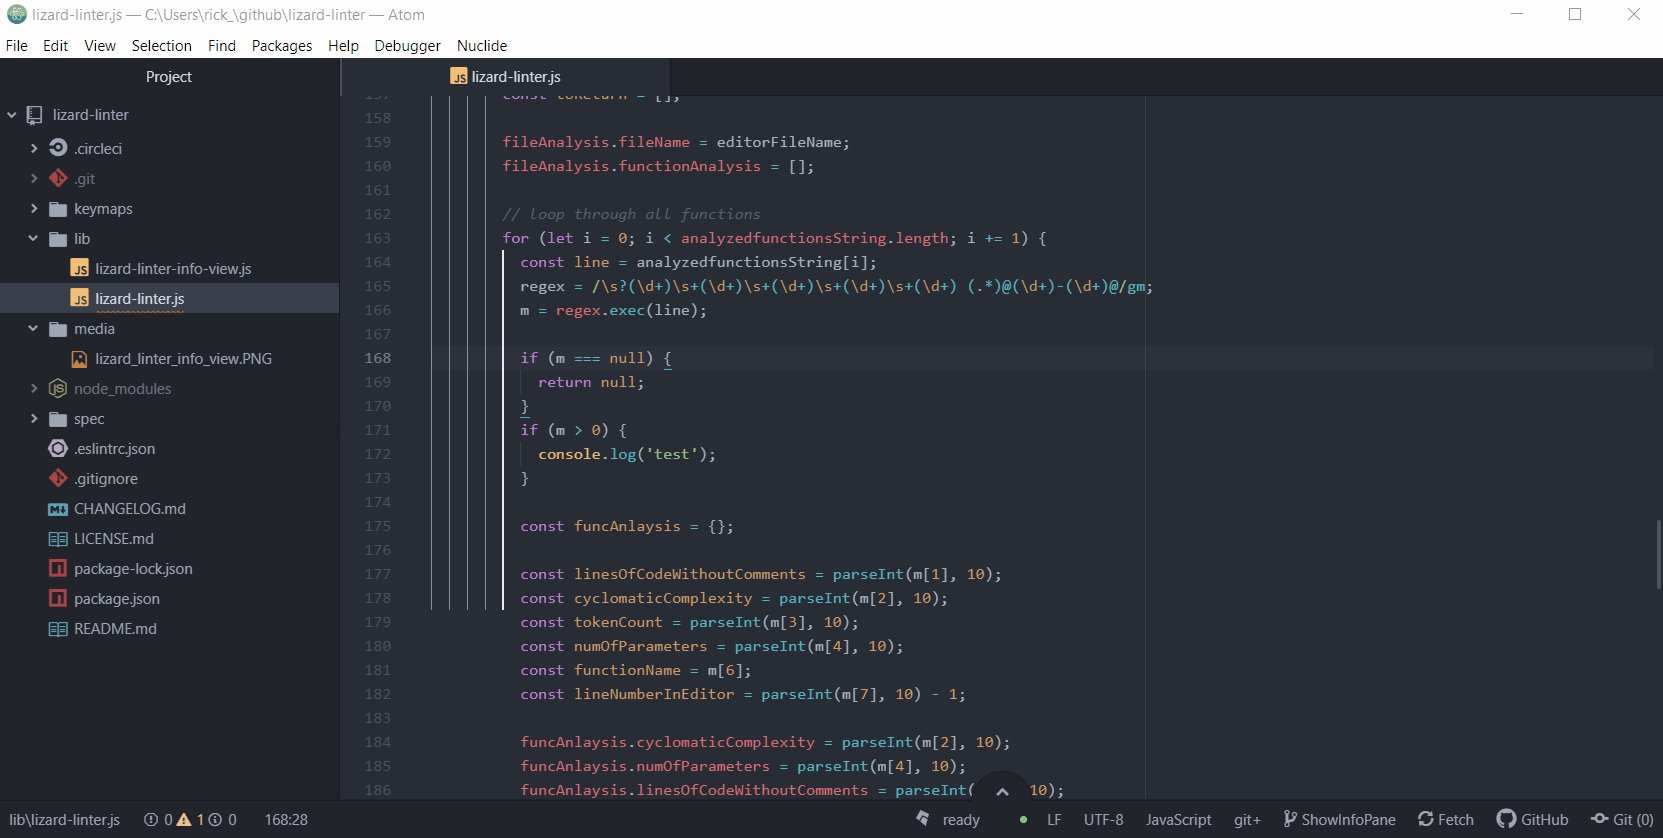 lizard-linter.js — C:\Users\rick_\github\lizard-linter — Atom
File Edit View Selection Find Packages Help Debugger Nuclide
Project
lizard-linter
.circleci
.git
keymaps
lib
lizard-linter-info-view.js
lizard-linter.js
media
lizard_linter_info_view.PNG
node_modules
spec
.eslintrc.json
.gitignore
CHANGELOG.md
LICENSE.md
package-lock.json
package.json
README.md
lizard-linter.js
157 const toReturn = [];
158
159 fileAnalysis.fileName = editorFileName;
160 fileAnalysis.functionAnalysis = [];
161
162 // loop through all functions
163 for (let i = 0; i < analyzedfunctionsString.length; i += 1) {
164 const line = analyzedfunctionsString[i];
165 regex = /\s?(\d+)\s+(\d+)\s+(\d+)\s+(\d+)\s+(\d+) (.*)@(\d+)-(\d+)@/gm;
166 m = regex.exec(line);
167
168 if (m === null) {
169 return null;
170 }
171 if (m > 0) {
172 console.log('test');
173 }
174
175 const funcAnlaysis = {};
176
177 const linesOfCodeWithoutComments = parseInt(m[1], 10);
178 const cyclomaticComplexity = parseInt(m[2], 10);
179 const tokenCount = parseInt(m[3], 10);
180 const numOfParameters = parseInt(m[4], 10);
181 const functionName = m[6];
182 const lineNumberInEditor = parseInt(m[7], 10) - 1;
183
184 funcAnlaysis.cyclomaticComplexity = parseInt(m[2], 10);
185 funcAnlaysis.numOfParameters = parseInt(m[4], 10);
186 funcAnlaysis.linesOfCodeWithoutComments = parseInt( 10);
lib\lizard-linter.js 0 1 0 168:28 ready LF UTF-8 JavaScript git+ ShowInfoPane Fetch GitHub Git (0)